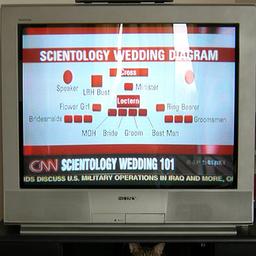 SCIENTOLOGY WEDDING DIAGRAM
Cross
Speaker
LRH Bust
Minister
Lectern
Flower Girl
Ring Bearer
Bridesmaids
Groomsmen
MOH Bride Groom Best Man
CNN SCIENTOLOGY WEDDING 101
IDS DISCUSS U.S. MILITARY OPERATIONS IN IRAQ AND MORE, O
SONY